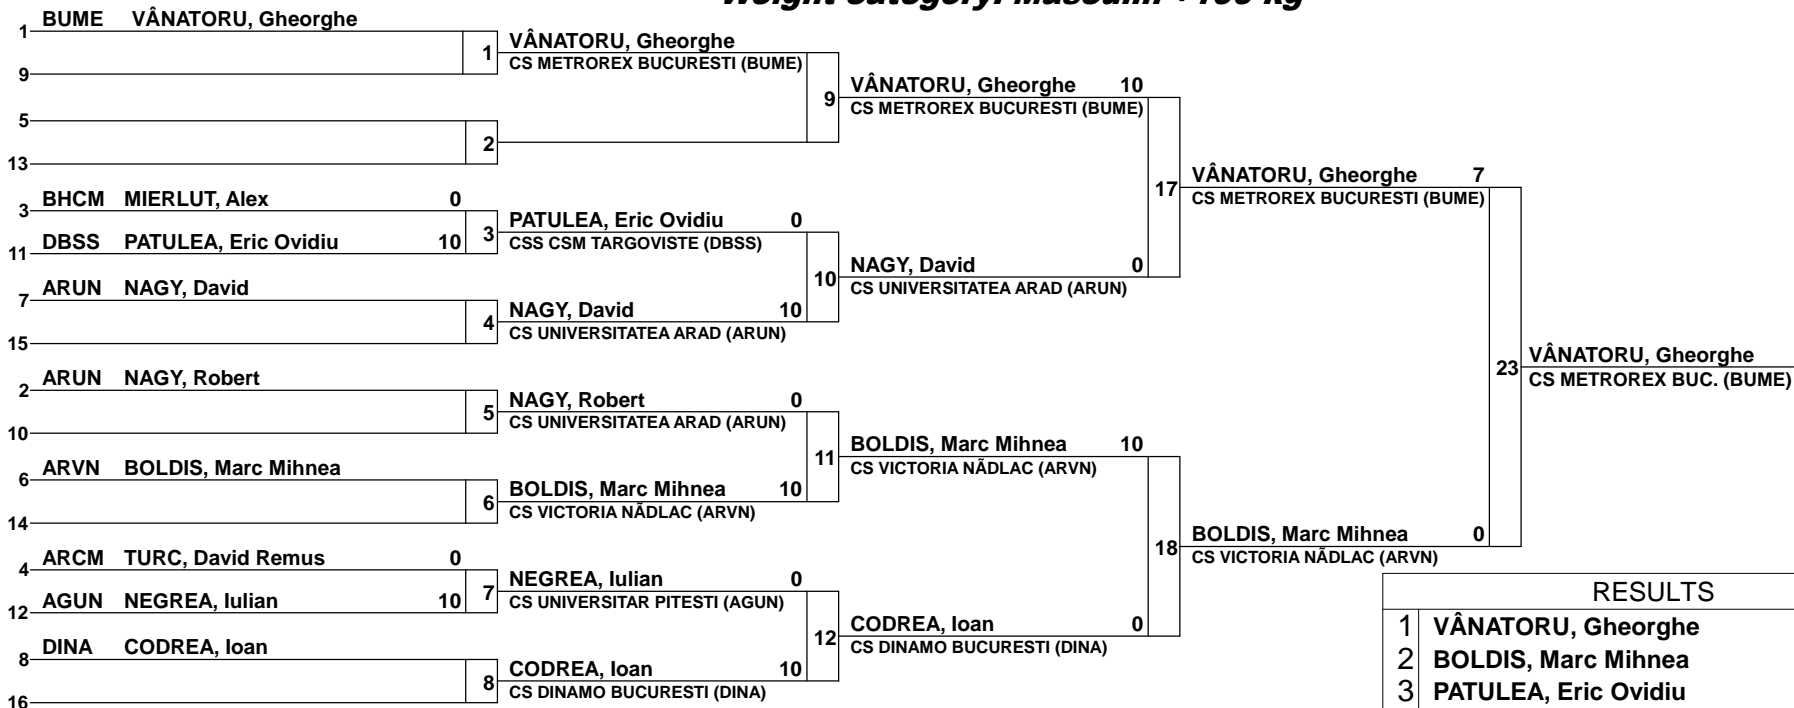 Weight category: Masculin +100 kg
1 BUME VÂNATORU, Gheorghe
9
1 VÂNATORU, Gheorghe
CS METROREX BUCURESTI (BUME)
5
13
2
9 VÂNATORU, Gheorghe 10
CS METROREX BUCURESTI (BUME)
3 BHCM MIERLUT, Alex 0
11 DBSS PATULEA, Eric Ovidiu 10
3 PATULEA, Eric Ovidiu 0
CSS CSM TARGOVISTE (DBSS)
7 ARUN NAGY, David
15
4 NAGY, David 10
CS UNIVERSITATEA ARAD (ARUN)
10 NAGY, David 0
CS UNIVERSITATEA ARAD (ARUN)
17 VÂNATORU, Gheorghe 7
CS METROREX BUCURESTI (BUME)
2 ARUN NAGY, Robert
10
5 NAGY, Robert 0
CS UNIVERSITATEA ARAD (ARUN)
6 ARVN BOLDIS, Marc Mihnea
14
6 BOLDIS, Marc Mihnea 10
CS VICTORIA NÃDLAC (ARVN)
11 BOLDIS, Marc Mihnea 10
CS VICTORIA NÃDLAC (ARVN)
4 ARCM TURC, David Remus 0
12 AGUN NEGREA, Iulian 10
7 NEGREA, Iulian 0
CS UNIVERSITAR PITESTI (AGUN)
8 DINA CODREA, Ioan
16
8 CODREA, Ioan 10
CS DINAMO BUCURESTI (DINA)
12 CODREA, Ioan 0
CS DINAMO BUCURESTI (DINA)
18 BOLDIS, Marc Mihnea 0
CS VICTORIA NÃDLAC (ARVN)
23 VÂNATORU, Gheorghe
CS METROREX BUC. (BUME)
RESULTS
1 VÂNATORU, Gheorghe
2 BOLDIS, Marc Mihnea
3 PATULEA, Eric Ovidiu